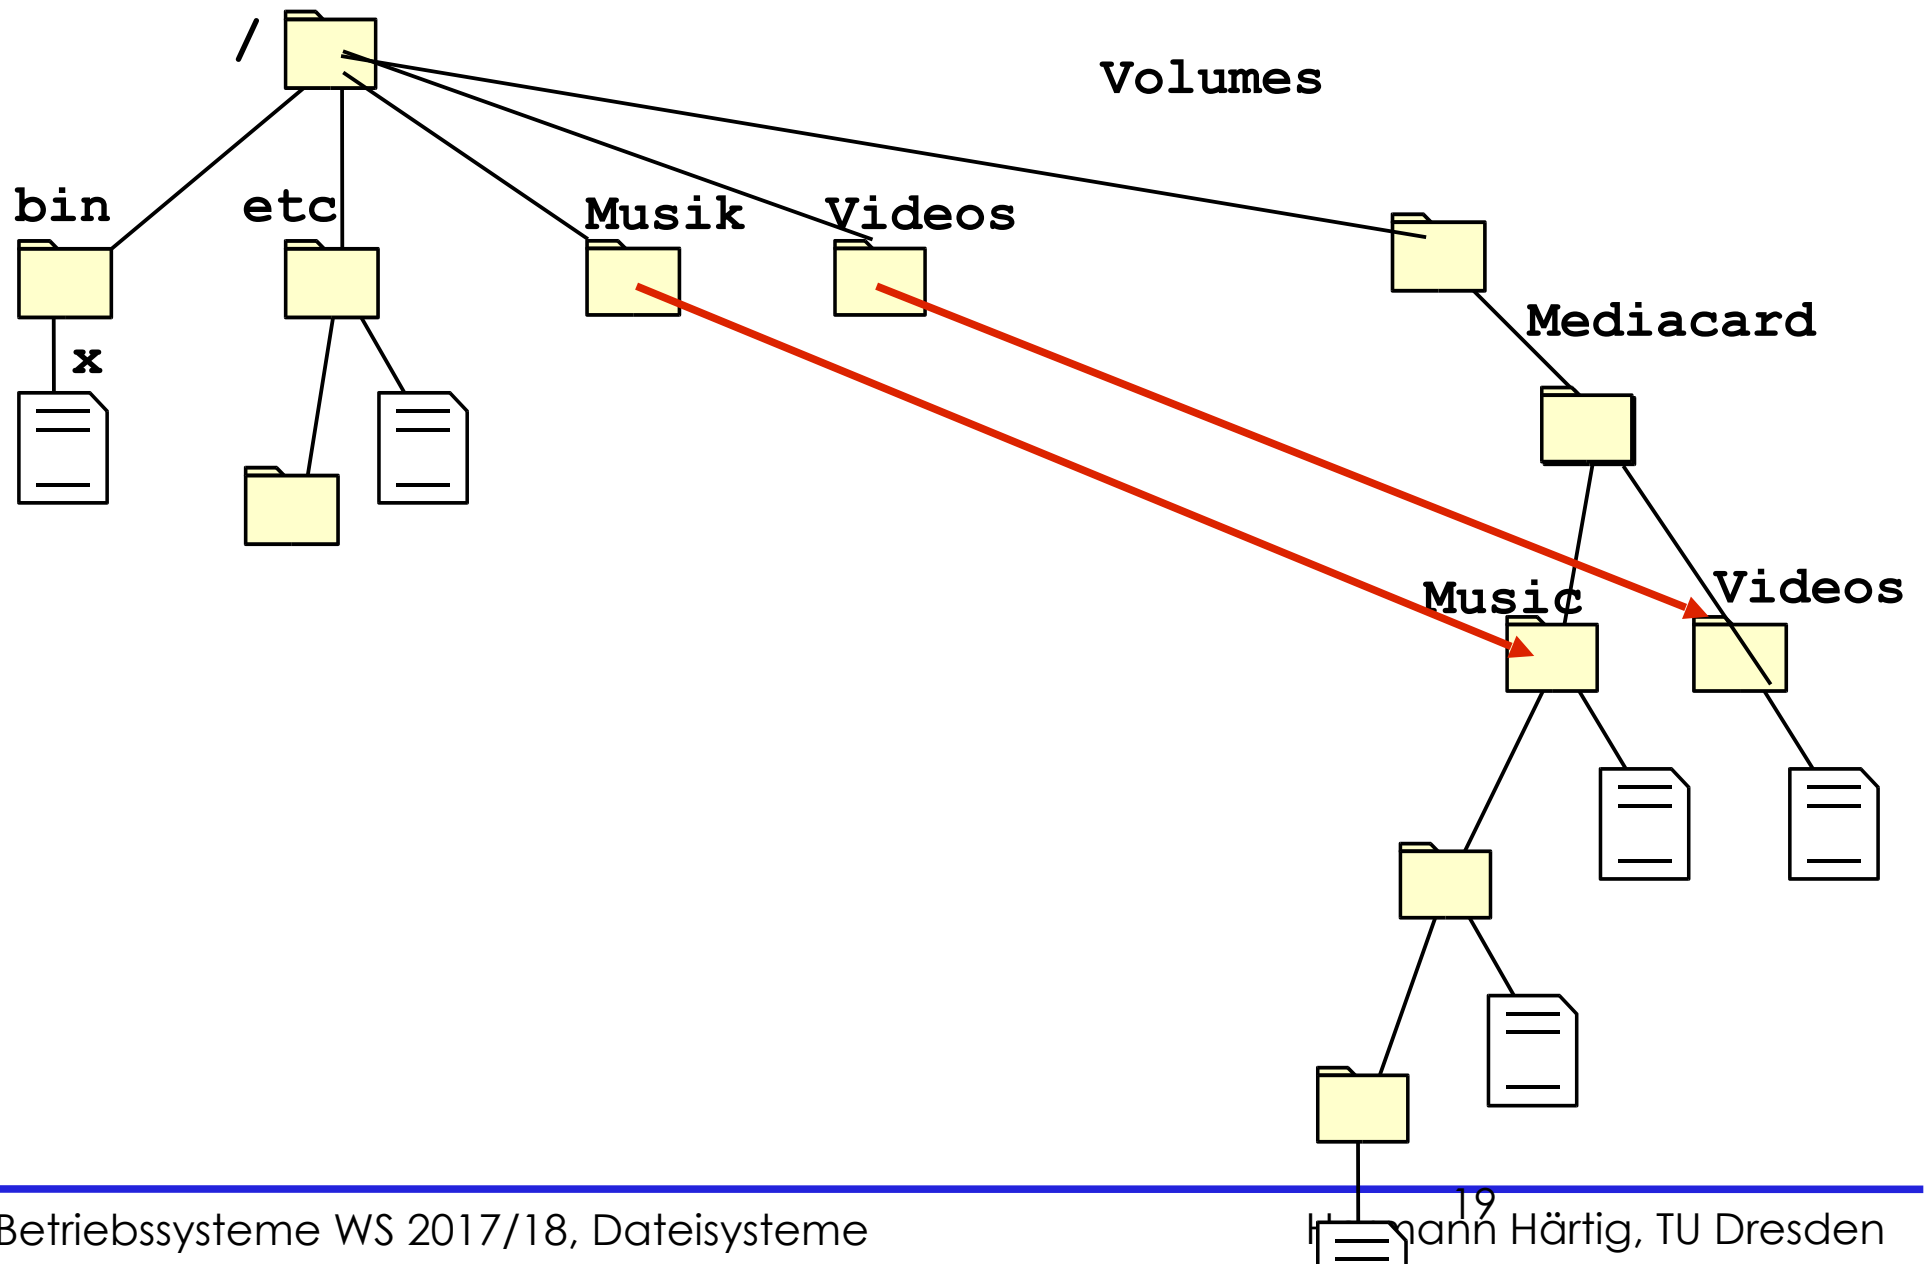 /
Volumes
bin etc Musik Videos
Mediacard
x
Music Videos
19
Betriebssysteme WS 2017/18, Dateisysteme
Härtig, TU Dresden